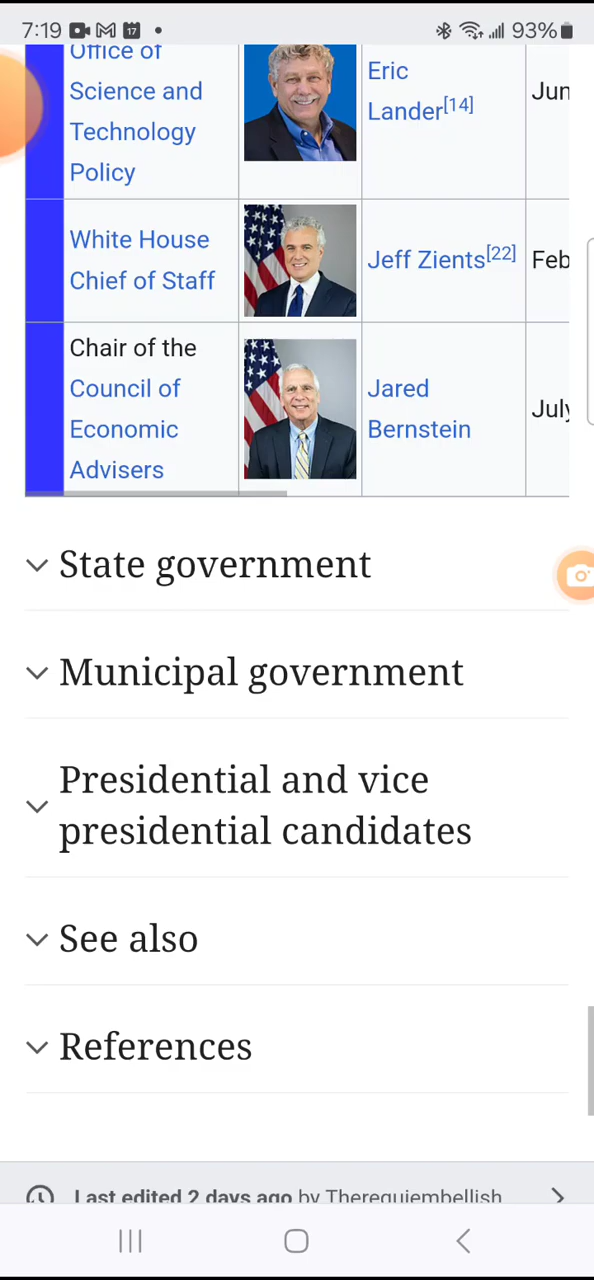 7:19 17 93%
Office of
Science and
Technology
Policy
Eric
Lander[14]
Jun
White House
Chief of Staff
Jeff Zients[22]
Feb
Chair of the
Council of
Economic
Advisers
Jared
Bernstein
July
State government
Municipal government
Presidential and vice
presidential candidates
See also
References
Last edited 2 days ago by Therequiembellish